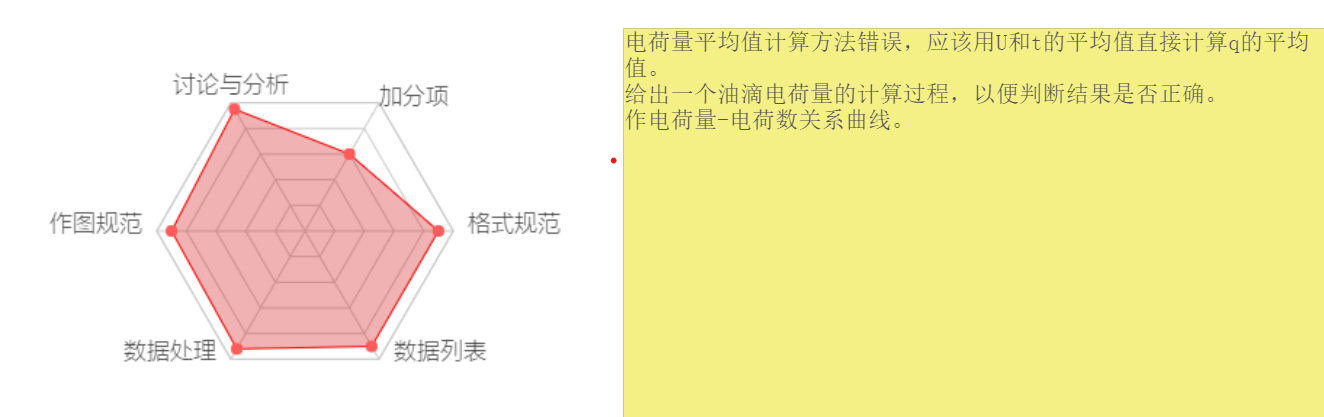 讨论与分析
加分项
作图规范
格式规范
数据处理
数据列表
电荷量平均值计算方法错误，应该用U和t的平均值直接计算q的平均
值。
给出一个油滴电荷量的计算过程，以便判断结果是否正确。
作电荷量-电荷数关系曲线。